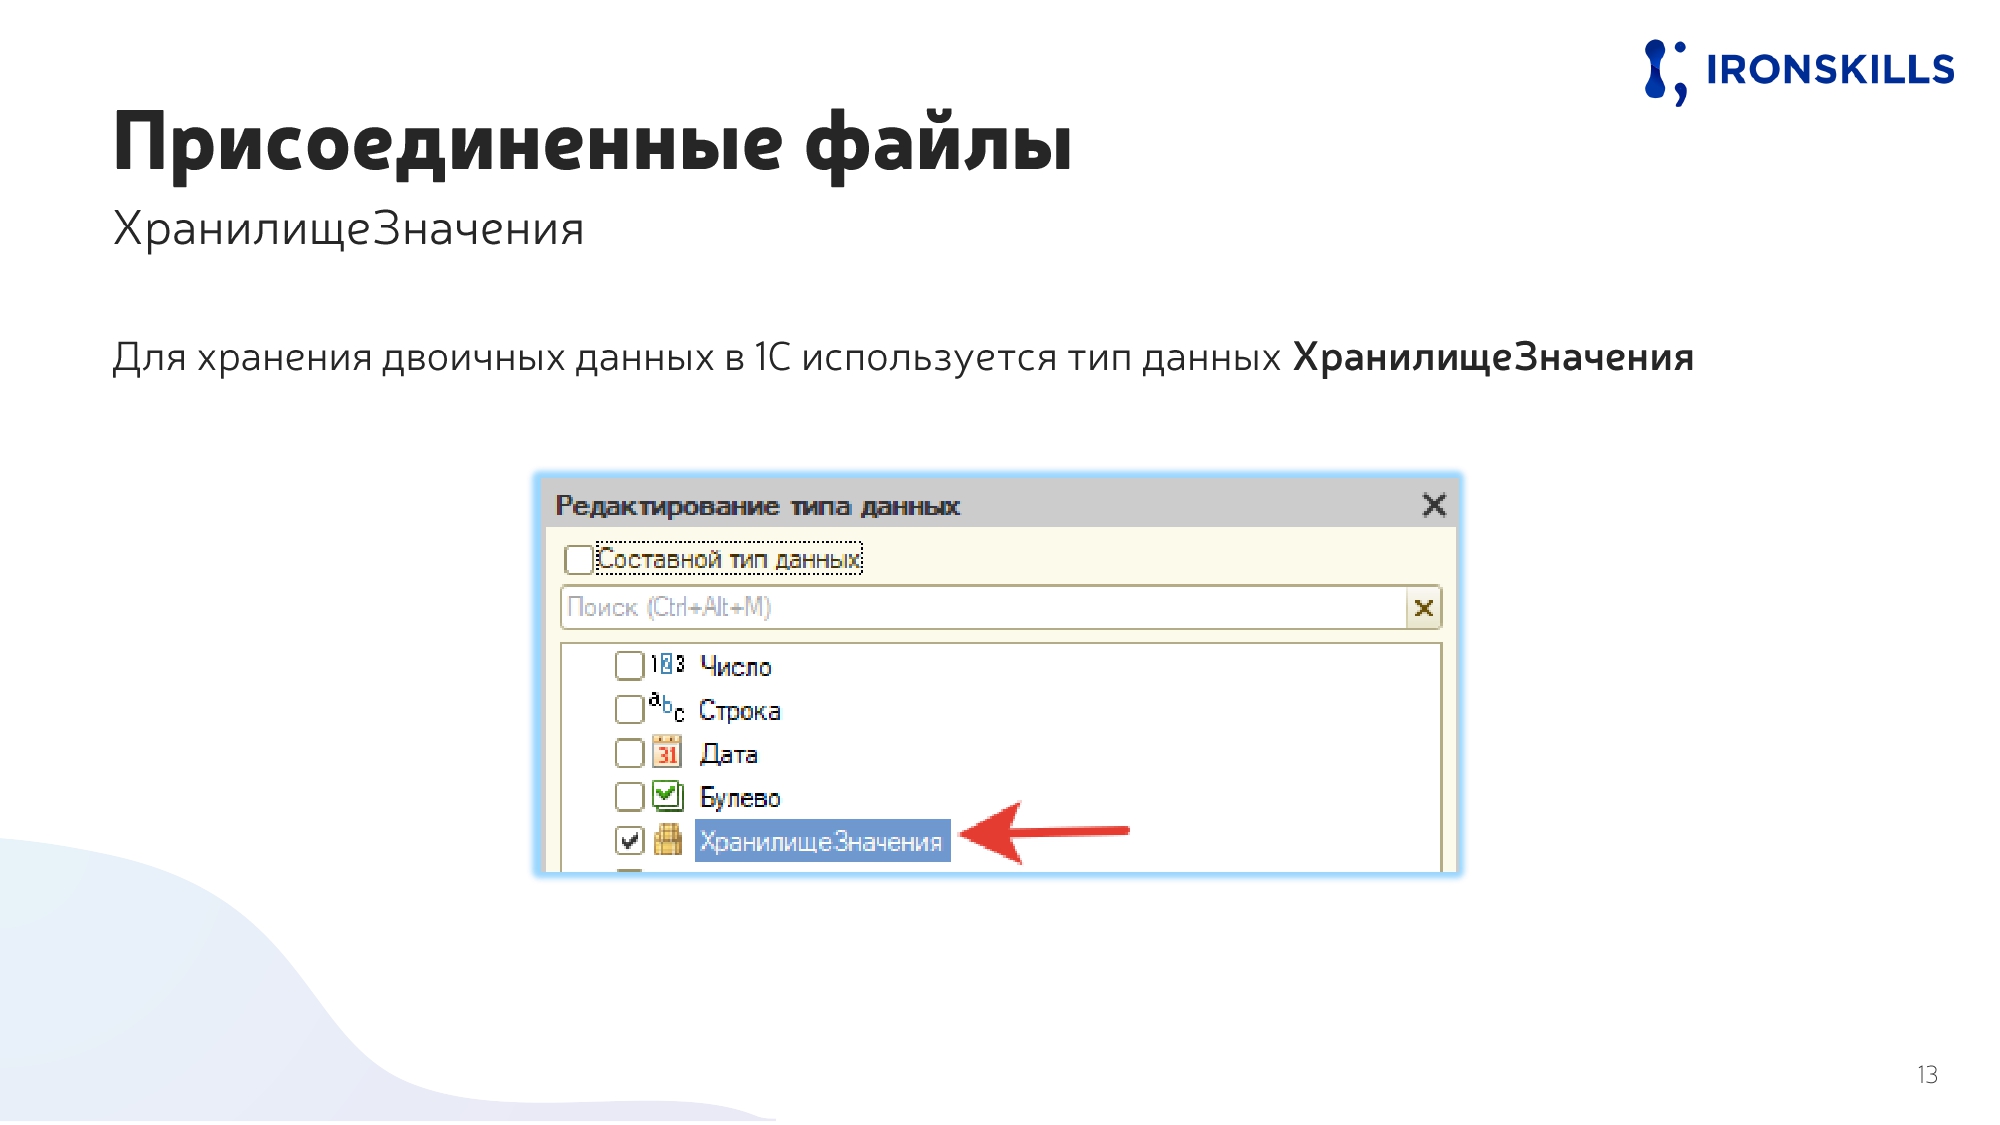 IRONSKILLS
Присоединенные файлы
ХранилищеЗначения
Для хранения двоичных данных в 1С используется тип данных ХранилищеЗначения
Редактирование типа данных
Составной тип данных
Поиск (Ctrl+Alt+M)
123 Число
abc Строка
31 Дата
Булево
ХранилищеЗначения
13